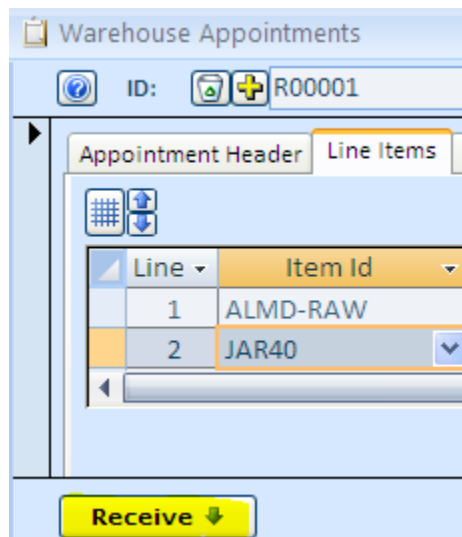 Warehouse Appointments
ID: R00001
Appointment Header Line Items
Line Item Id
1 ALMD-RAW
2 JAR40
Receive